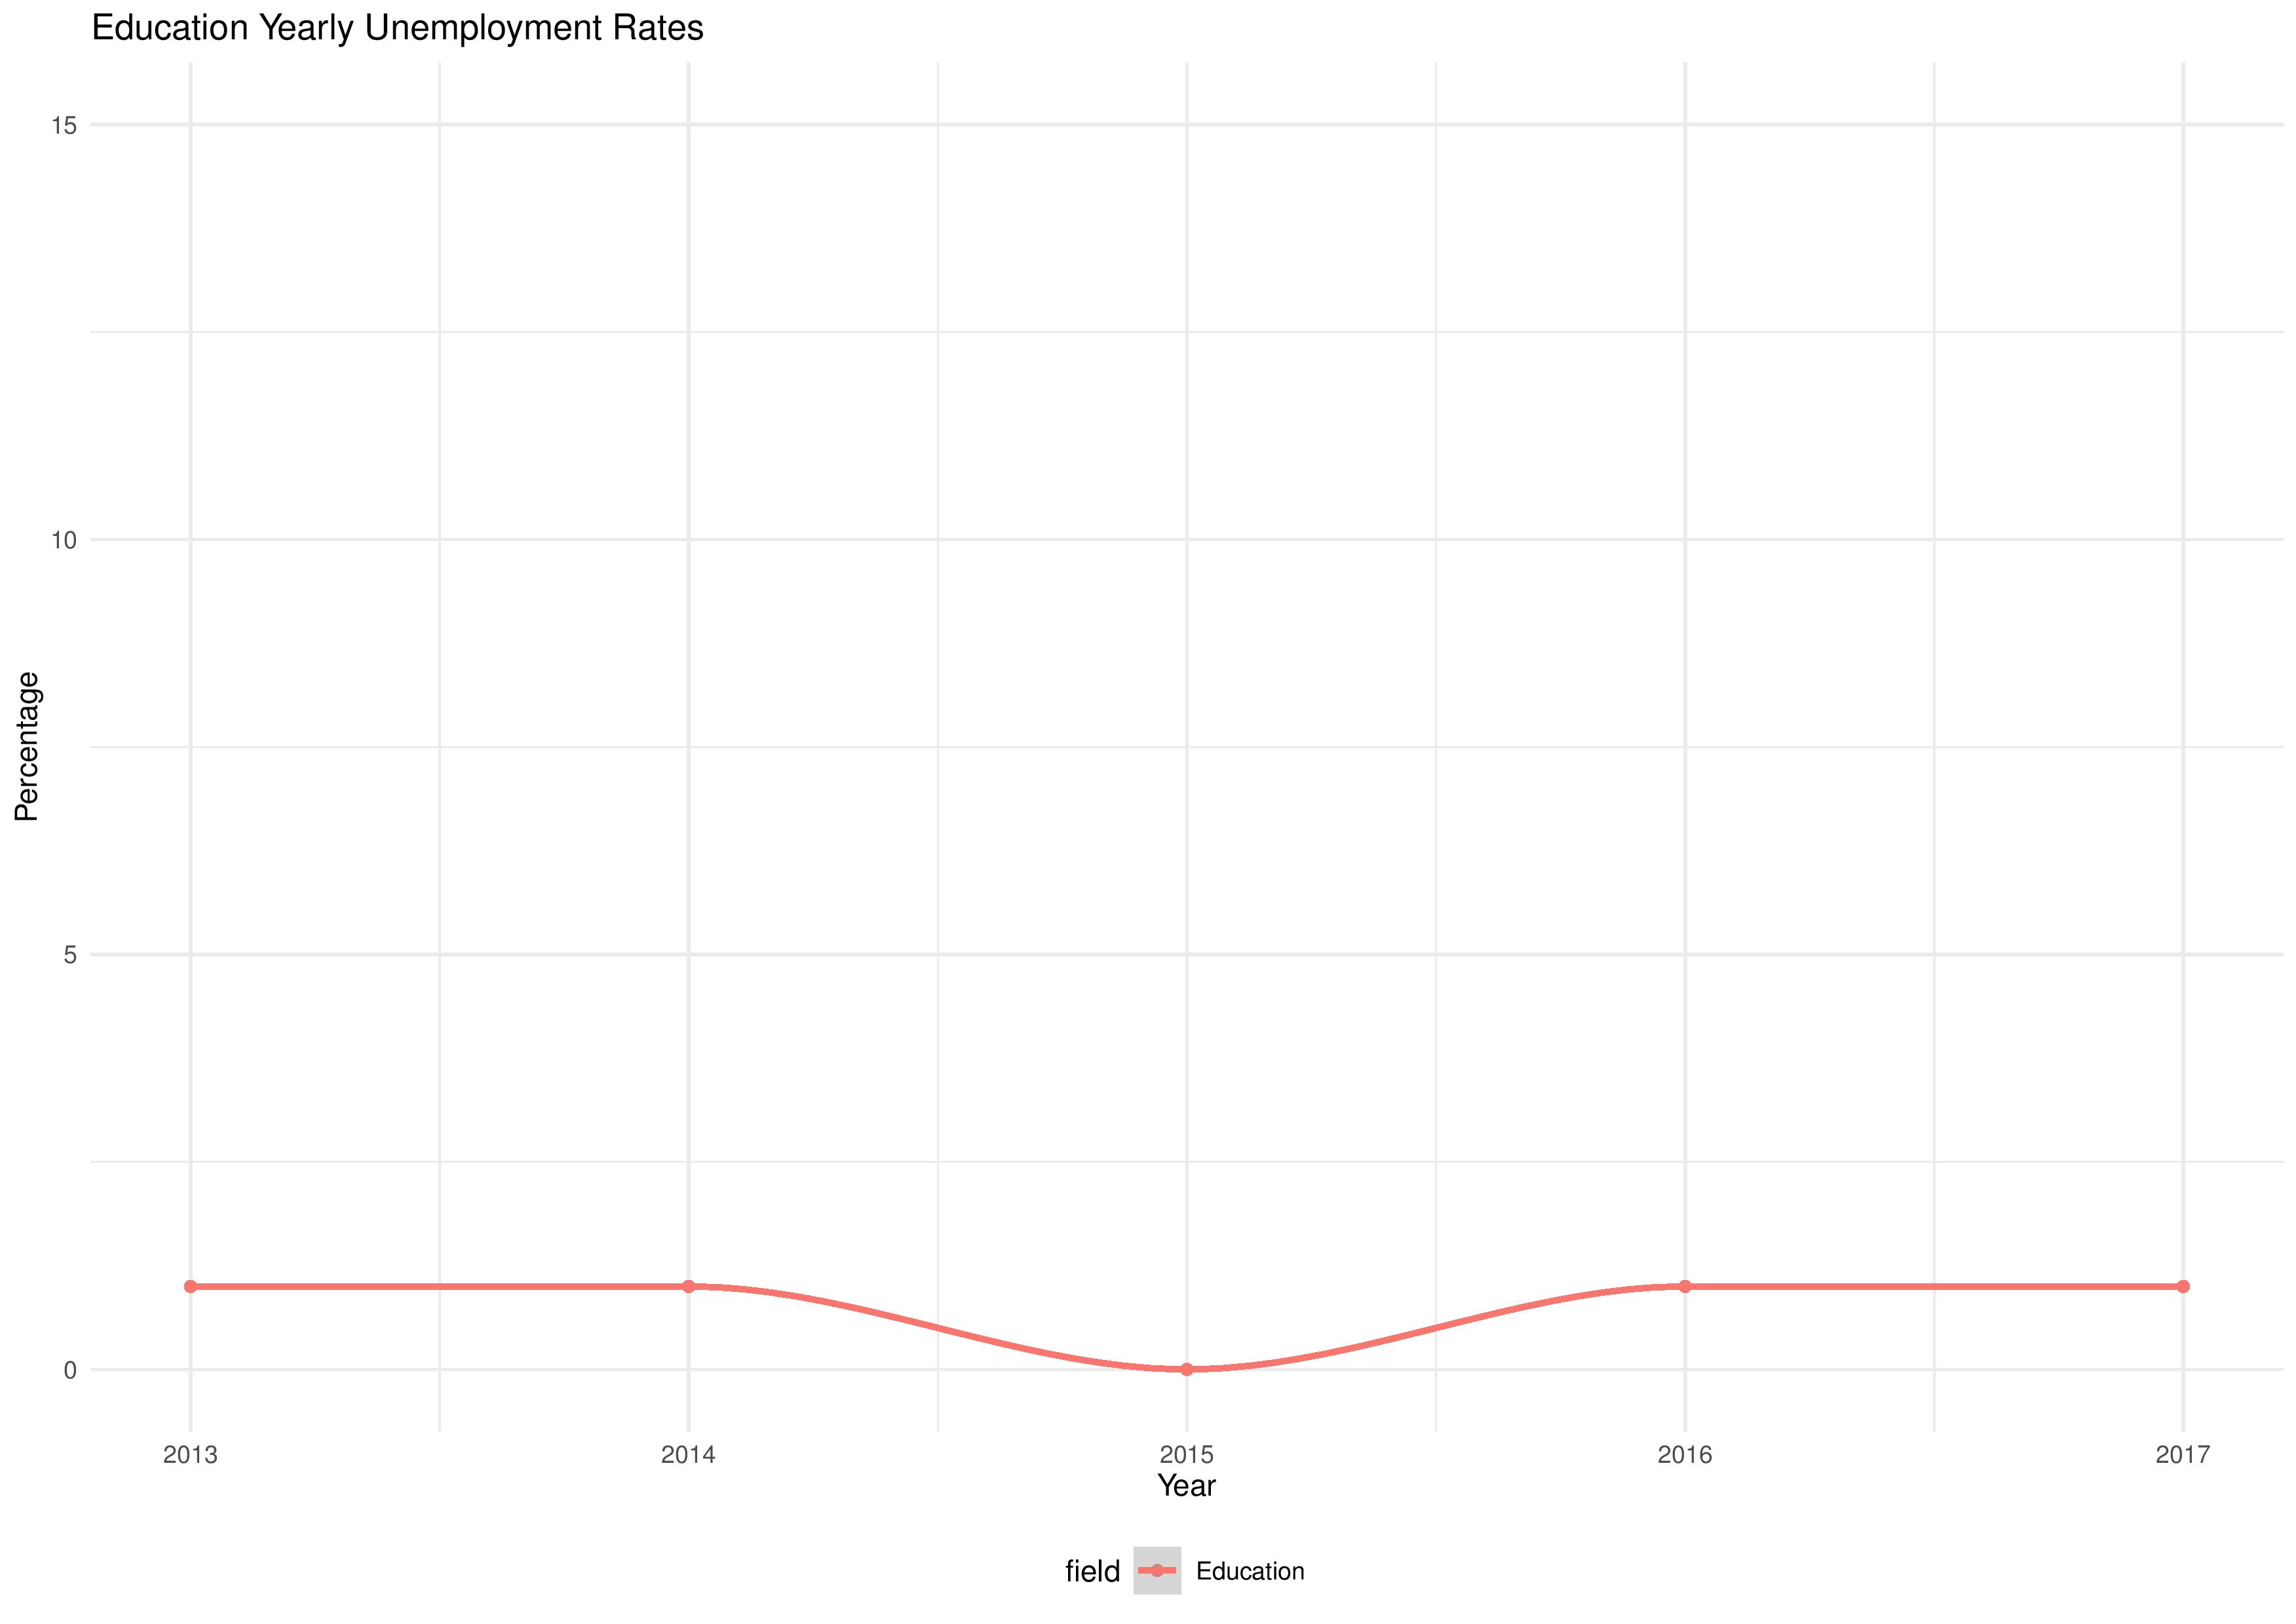 Education Yearly Unemployment Rates
15
10
5
0
Percentage
2013 2014 2015 2016 2017
Year
field Education